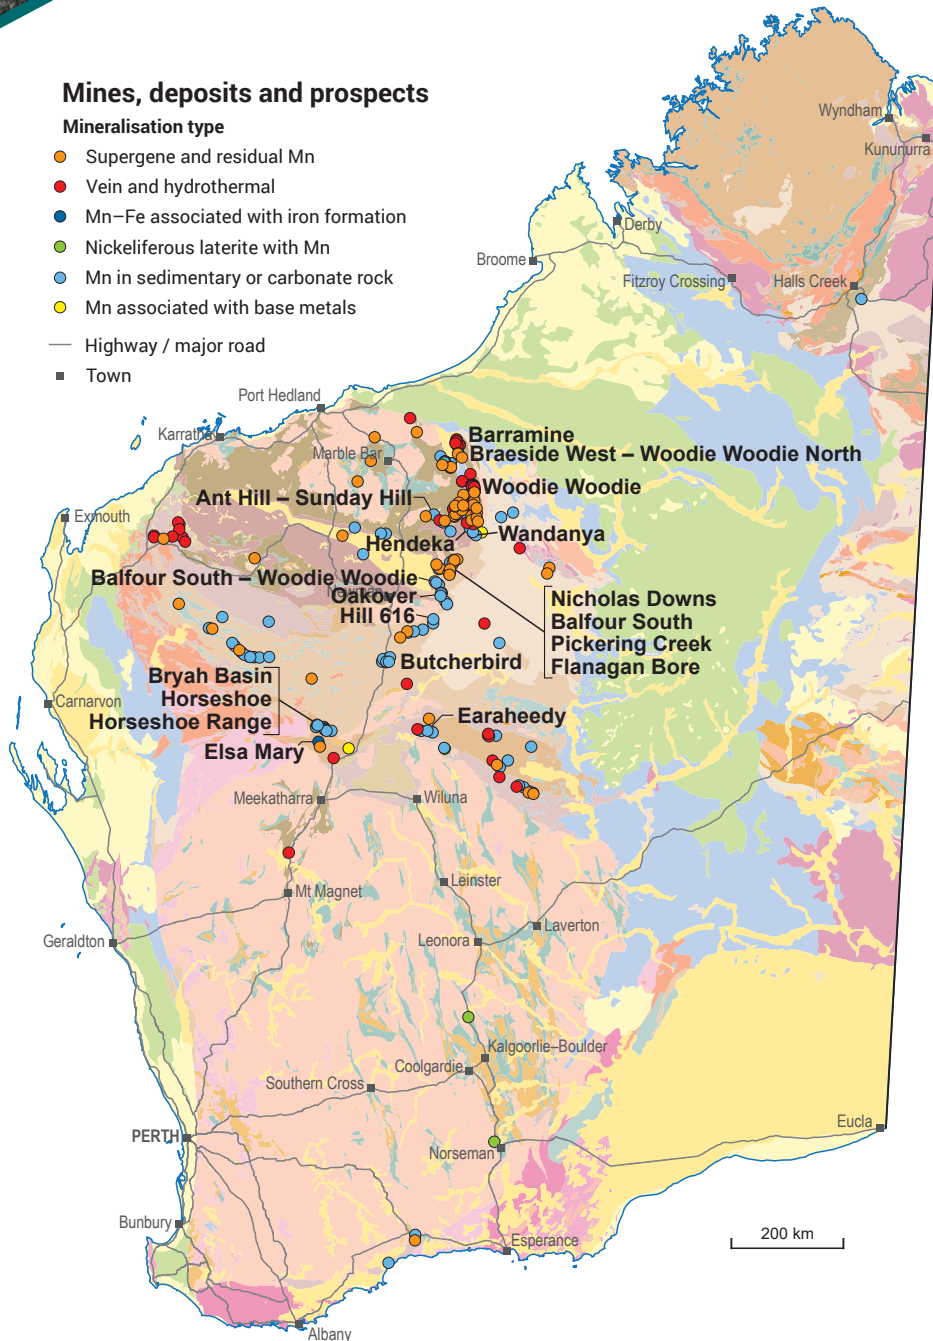 Mines, deposits and prospects
Mineralisation type
Supergene and residual Mn
Vein and hydrothermal
Mn–Fe associated with iron formation
Nickeliferous laterite with Mn
Mn in sedimentary or carbonate rock
Mn associated with base metals
Highway / major road
Town
Wyndham
Kununurra
Derby
Broome
Fitzroy Crossing
Halls Creek
Port Hedland
Karratha
Marble Bar
Barramine
Braeside West – Woodie Woodie North
Woodie Woodie
Ant Hill – Sunday Hill
Exmouth
Wandanya
Hendeka
Balfour South – Woodie Woodie
Newman
Oakover
Hill 616
Nicholas Downs
Balfour South
Pickering Creek
Flanagan Bore
Butcherbird
Bryah Basin
Horseshoe
Horseshoe Range
Carnarvon
Earaheedy
Elsa Mary
Meekatharra
Wiluna
Leinster
Mt Magnet
Laverton
Geraldton
Leonora
Kalgoorlie–Boulder
Coolgardie
Southern Cross
Eucla
PERTH
Norseman
Bunbury
200 km
Esperance
Albany